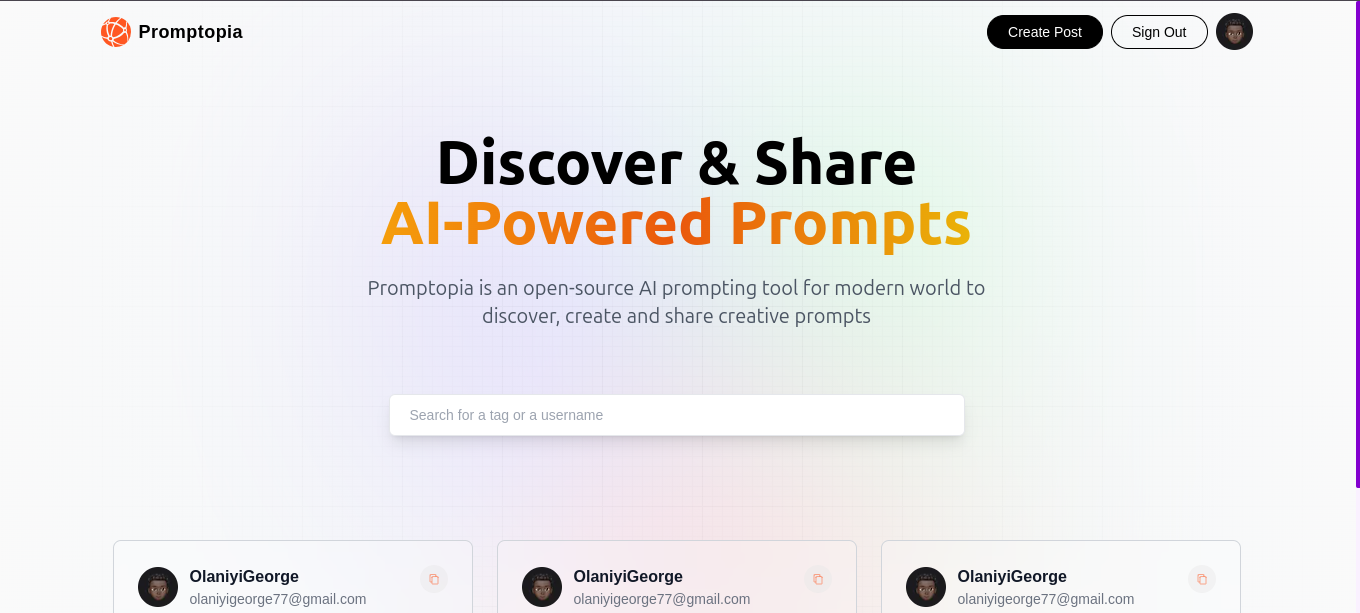 Promptopia
Create Post
Sign Out
Discover & Share
AI-Powered Prompts
Promptopia is an open-source AI prompting tool for modern world to
discover, create and share creative prompts
Search for a tag or a username
OlaniyiGeorge
olaniyigeorge77@gmail.com
OlaniyiGeorge
olaniyigeorge77@gmail.com
OlaniyiGeorge
olaniyigeorge77@gmail.com